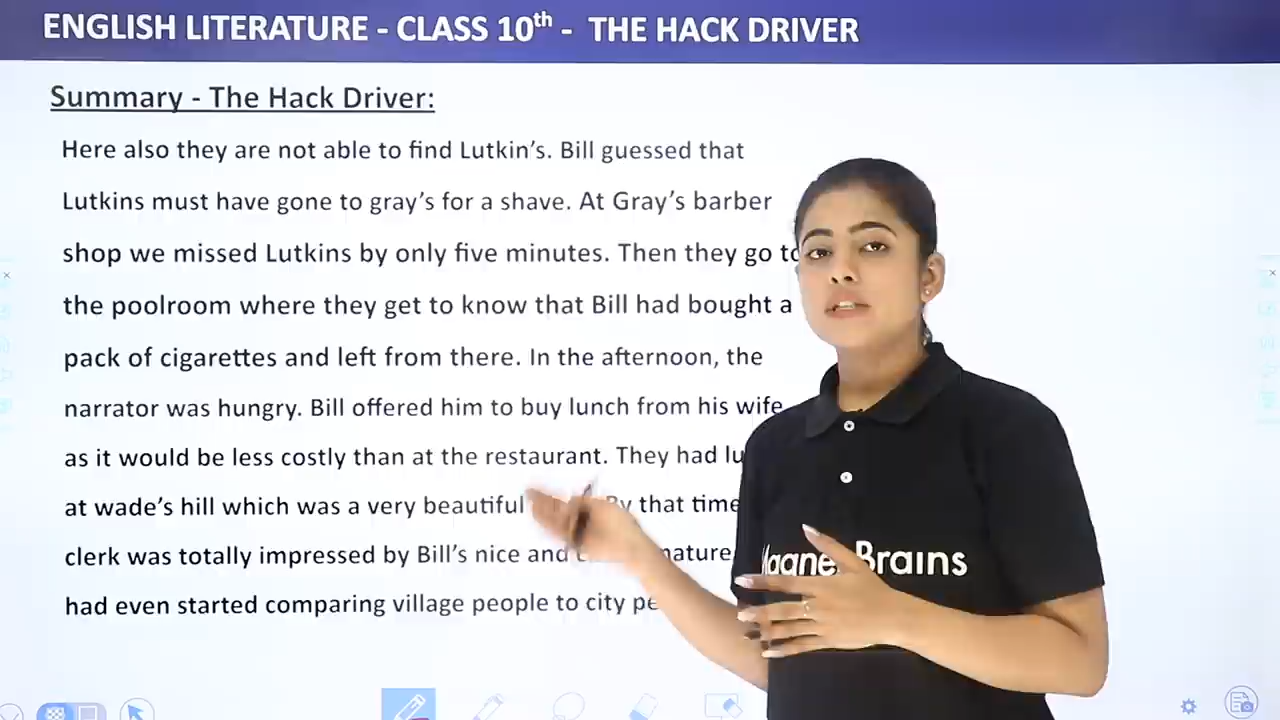 ENGLISH LITERATURE - CLASS 10th - THE HACK DRIVER
Summary - The Hack Driver:
Here also they are not able to find Lutkin's. Bill guessed that
Lutkins must have gone to gray's for a shave. At Gray's barber
shop we missed Lutkins by only five minutes. Then they go to
the poolroom where they get to know that Bill had bought a
pack of cigarettes and left from there. In the afternoon, the
narrator was hungry. Bill offered him to buy lunch from his wife
as it would be less costly than at the restaurant. They had
at wade's hill which was a very beautiful By that time
clerk was totally impressed by Bill's nice and nature
had even started comparing village people to city
Magnet Brains